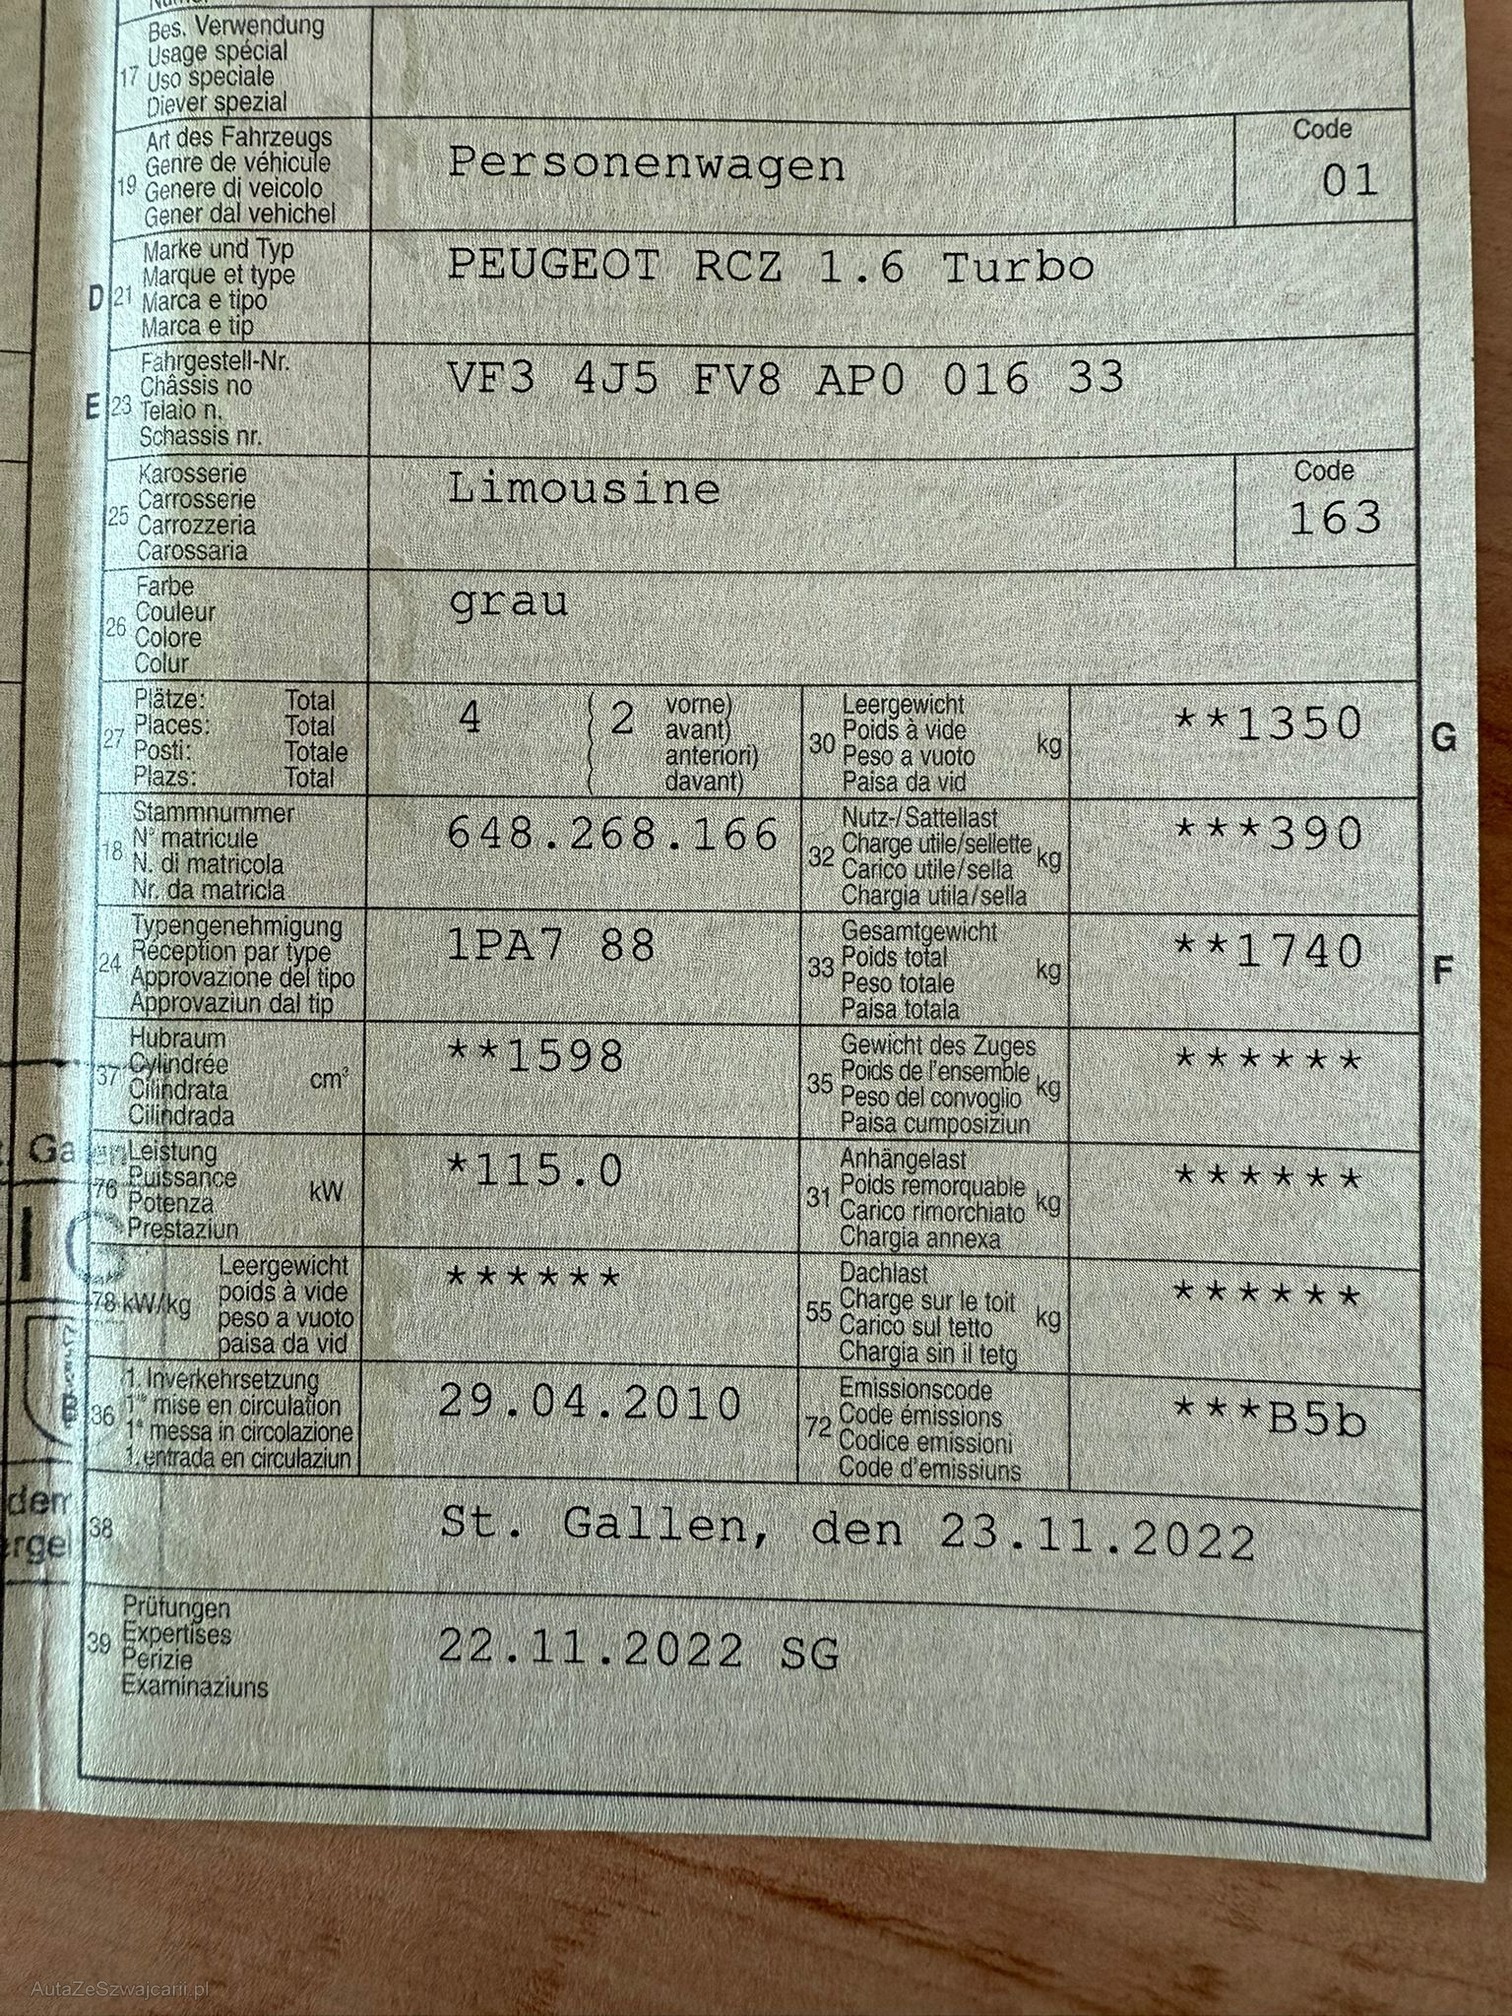 Bes. Verwendung
Usage spécial
17 Uso speciale
Diever spezial
Art des Fahrzeugs
Genre de véhicule
19 Genere di veicolo
Gener dal vehichel
Personenwagen
Code
01
D 21 Marke und Typ
Marque et type
Marca e tipo
Marca e tip
PEUGEOT RCZ 1.6 Turbo
E 23 Fahrgestell-Nr.
Châssis no
Telaio n.
Schassis nr.
VF3 4J5 FV8 AP0 016 33
Karosserie
Carrosserie
25 Carrozzeria
Carossaria
Limousine
Code
163
Farbe
Couleur
26 Colore
Colur
grau
Plätze: Total
Places: Total
27 Posti: Totale
Plazs: Total
4 ( 2 vorne)
( avant)
( anteriori)
( davant)
Leergewicht
Poids à vide
30 Peso a vuoto kg
Paisa da vid
**1350
G
Stammnummer
N° matricule
18 N. di matricola
Nr. da matricla
648.268.166
Nutz-/Sattellast
Charge utile/sellette
32 Carico utile/sella kg
Chargia utila/sella
***390
Typengenehmigung
Réception par type
24 Approvazione del tipo
Approvaziun dal tip
1PA7 88
Gesamtgewicht
Poids total
33 Peso totale kg
Paisa totala
**1740
F
Hubraum
37 Cylindrée
Cilindrata cm³
Cilindrada
**1598
Gewicht des Zuges
Poids de l'ensemble
35 Peso del convoglio kg
Paisa cumposiziun
******
Leistung
76 Puissance
Potenza kW
Prestaziun
*115.0
Anhängelast
Poids remorquable
31 Carico rimorchiato kg
Chargia annexa
******
Leergewicht
poids à vide
78 kW/kg peso a vuoto
paisa da vid
******
Dachlast
Charge sur le toit
55 Carico sul tetto kg
Chargia sin il tetg
******
1. Inverkehrsetzung
36 1re mise en circulation
1a messa in circolazione
1. entrada en circulaziun
29.04.2010
Emissionscode
72 Code émissions
Codice emissioni
Code d'emissiuns
***B5b
38 St. Gallen, den 23.11.2022
Prüfungen
39 Expertises
Perizie
Examinaziuns
22.11.2022 SG
AutaZeSzwajcarii.pl